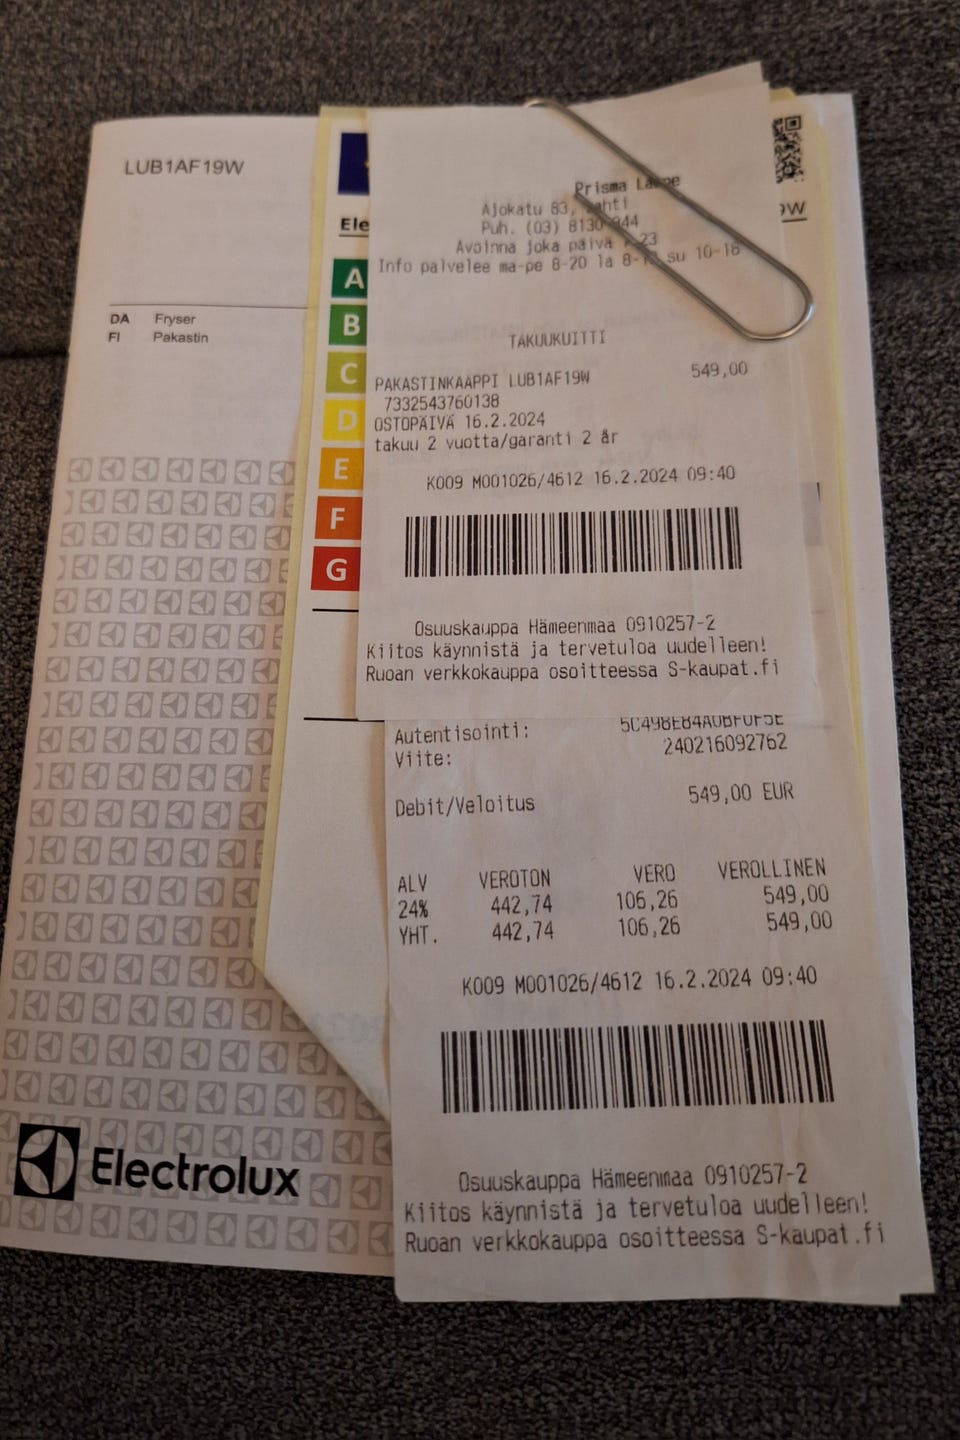 LUB1AF19W
DA Fryser
FI Pakastin
Electrolux
Ele
A
B
C
D
E
F
G
Prisma
Ajokatu 83,
Puh. (03)
Avoinna joka päivä
Info palvelee ma-pe 8-20 la su 10-18
TAKUUKUITTI
PAKASTINKAAPPI LUB1AF19W 549,00
7332543760138
OSTOPÄIVÄ 16.2.2024
takuu 2 vuotta/garanti 2 år
K009 M001026/4612 16.2.2024 09:40
Osuuskauppa Hämeenmaa 0910257-2
Kiitos käynnistä ja tervetuloa uudelleen!
Ruoan verkkokauppa osoitteessa S-kaupat.fi
Autentisointi:
Viite: 240216092762
Debit/Veloitus 549,00 EUR
ALV VEROTON VERO VEROLLINEN
24% 442,74 106,26 549,00
YHT. 442,74 106,26 549,00
K009 M001026/4612 16.2.2024 09:40
Osuuskauppa Hämeenmaa 0910257-2
Kiitos käynnistä ja tervetuloa uudelleen!
Ruoan verkkokauppa osoitteessa S-kaupat.fi